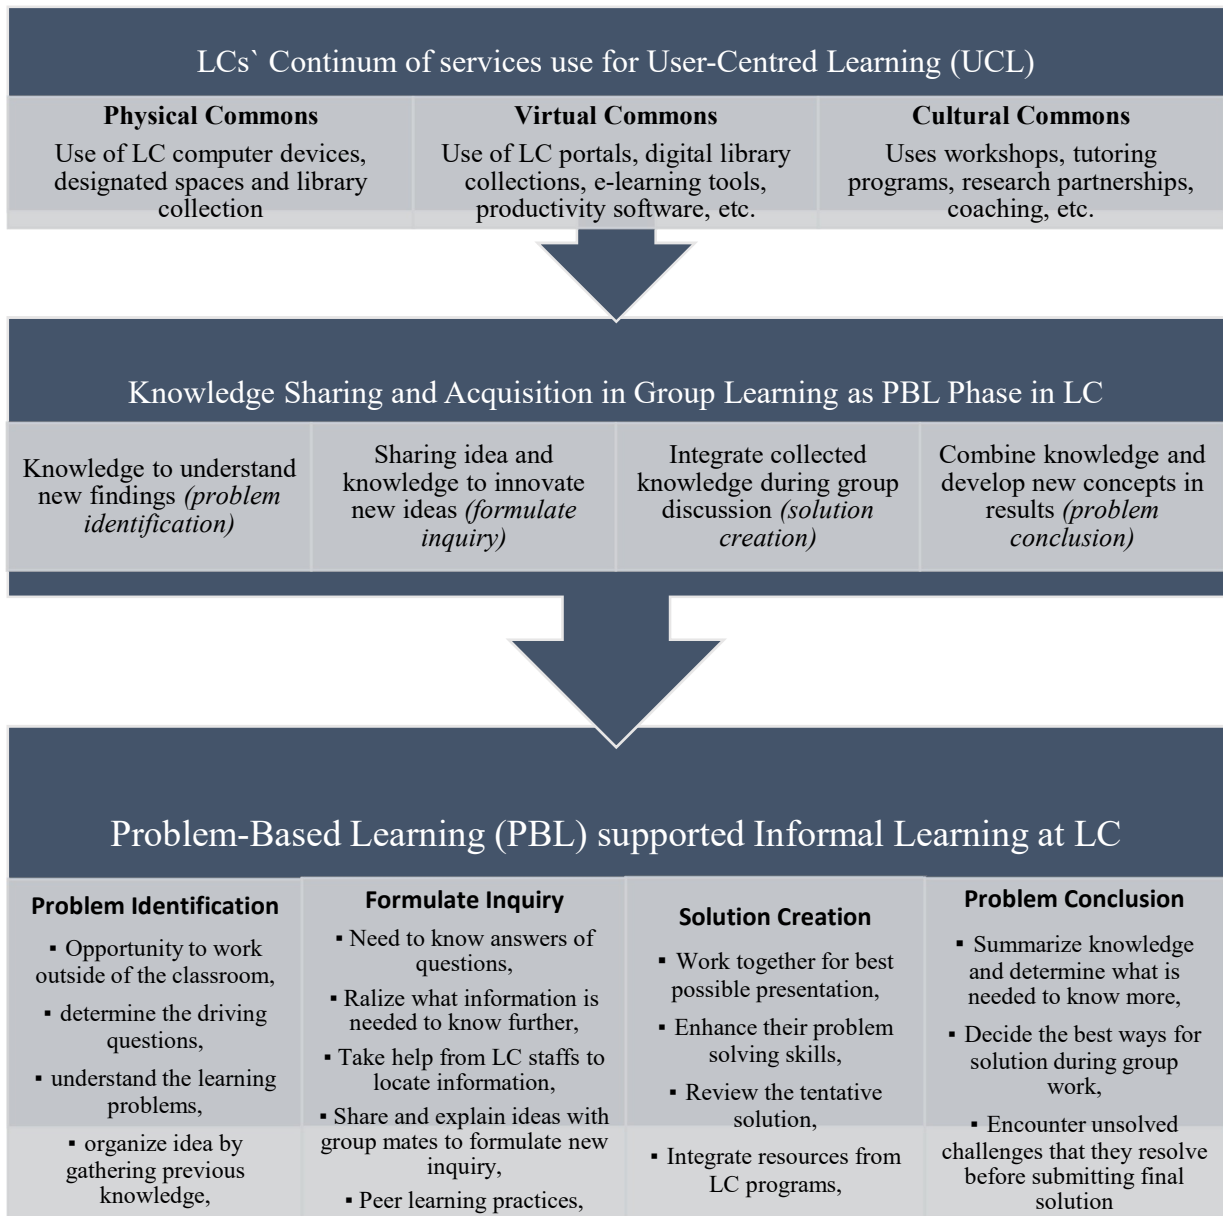 LCs` Continum of services use for User-Centred Learning (UCL)
Physical Commons
Use of LC computer devices,
designated spaces and library
collection
Virtual Commons
Use of LC portals, digital library
collections, e-learning tools,
productivity software, etc.
Cultural Commons
Uses workshops, tutoring
programs, research partnerships,
coaching, etc.
Knowledge Sharing and Acquisition in Group Learning as PBL Phase in LC
Knowledge to understand
new findings (problem
identification)
Sharing idea and
knowledge to innovate
new ideas (formulate
inquiry)
Integrate collected
knowledge during group
discussion (solution
creation)
Combine knowledge and
develop new concepts in
results (problem
conclusion)
Problem-Based Learning (PBL) supported Informal Learning at LC
Problem Identification
▪ Opportunity to work
outside of the classroom,
▪ determine the driving
questions,
▪ understand the learning
problems,
▪ organize idea by
gathering previous
knowledge,
Formulate Inquiry
▪ Need to know answers of
questions,
▪ Ralize what information is
needed to know further,
▪ Take help from LC staffs to
locate information,
▪ Share and explain ideas with
group mates to formulate new
inquiry,
▪ Peer learning practices,
Solution Creation
▪ Work together for best
possible presentation,
▪ Enhance their problem
solving skills,
▪ Review the tentative
solution,
▪ Integrate resources from
LC programs,
Problem Conclusion
▪ Summarize knowledge
and determine what is
needed to know more,
▪ Decide the best ways for
solution during group
work,
▪ Encounter unsolved
challenges that they resolve
before submitting final
solution